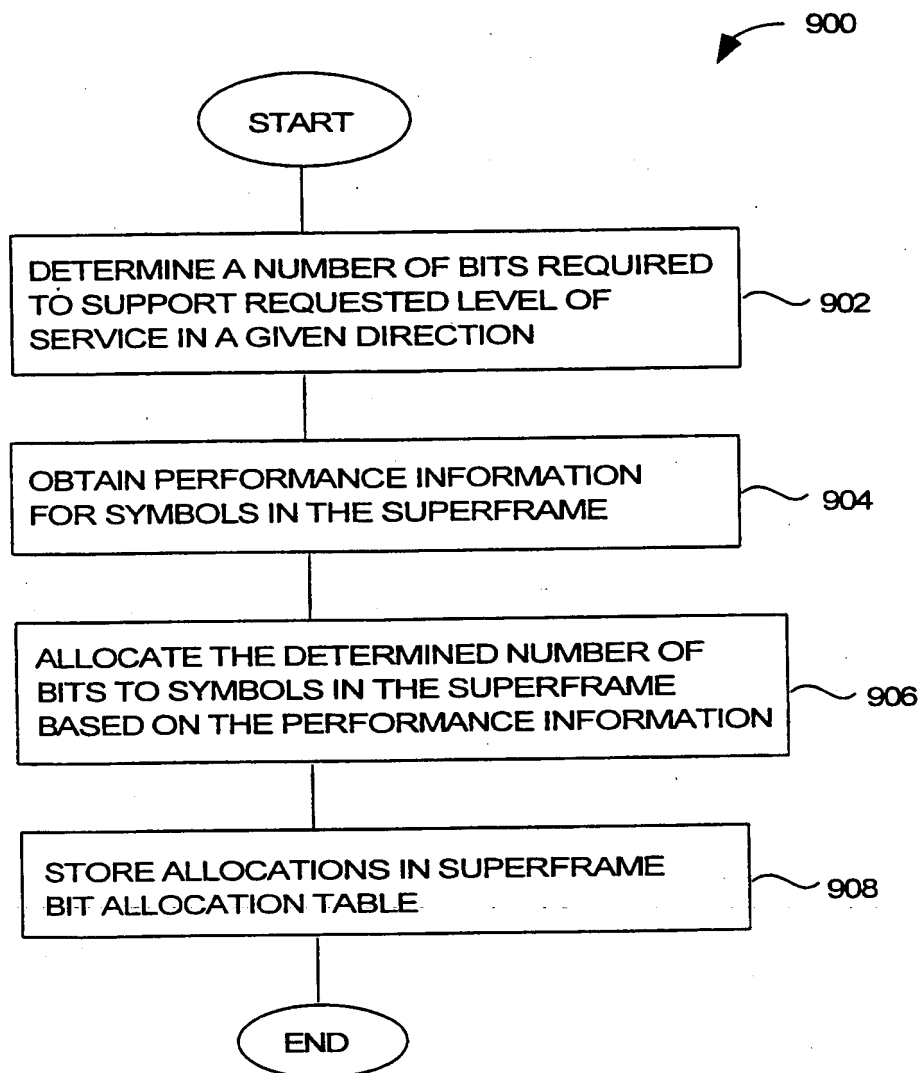 900
START
DETERMINE A NUMBER OF BITS REQUIRED
TO SUPPORT REQUESTED LEVEL OF
SERVICE IN A GIVEN DIRECTION
902
OBTAIN PERFORMANCE INFORMATION
FOR SYMBOLS IN THE SUPERFRAME
904
ALLOCATE THE DETERMINED NUMBER OF
BITS TO SYMBOLS IN THE SUPERFRAME
BASED ON THE PERFORMANCE INFORMATION
906
STORE ALLOCATIONS IN SUPERFRAME
BIT ALLOCATION TABLE
908
END